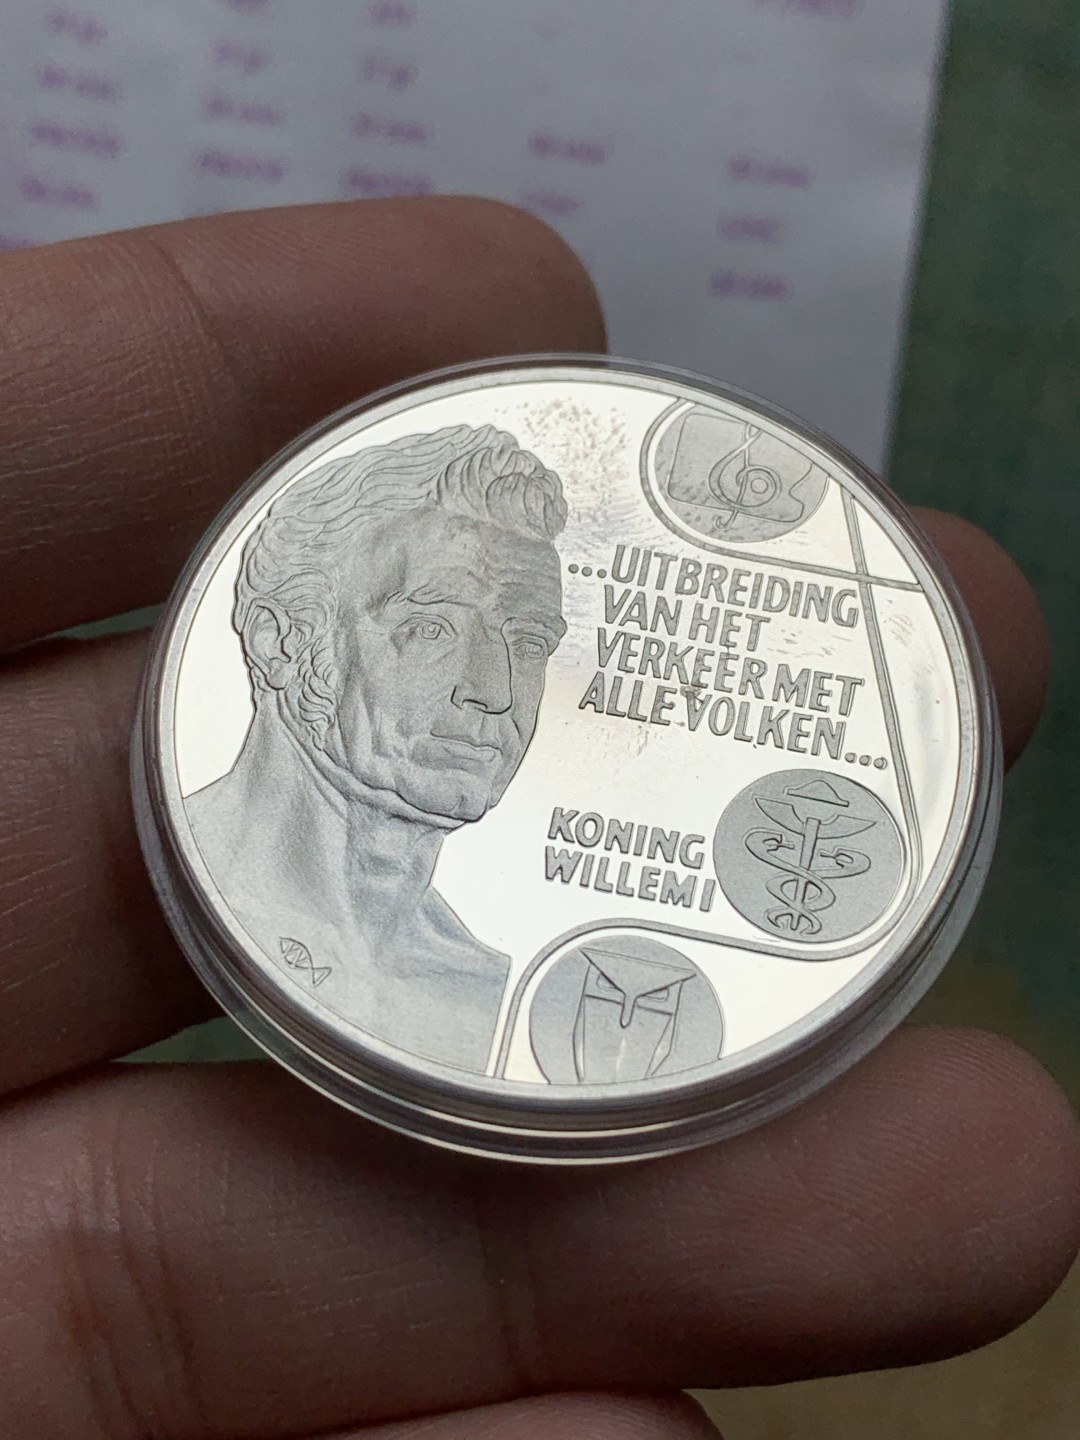 ...UITBREIDING
VAN HET
VERKEER MET
ALLE VOLKEN...
KONING
WILLEM I